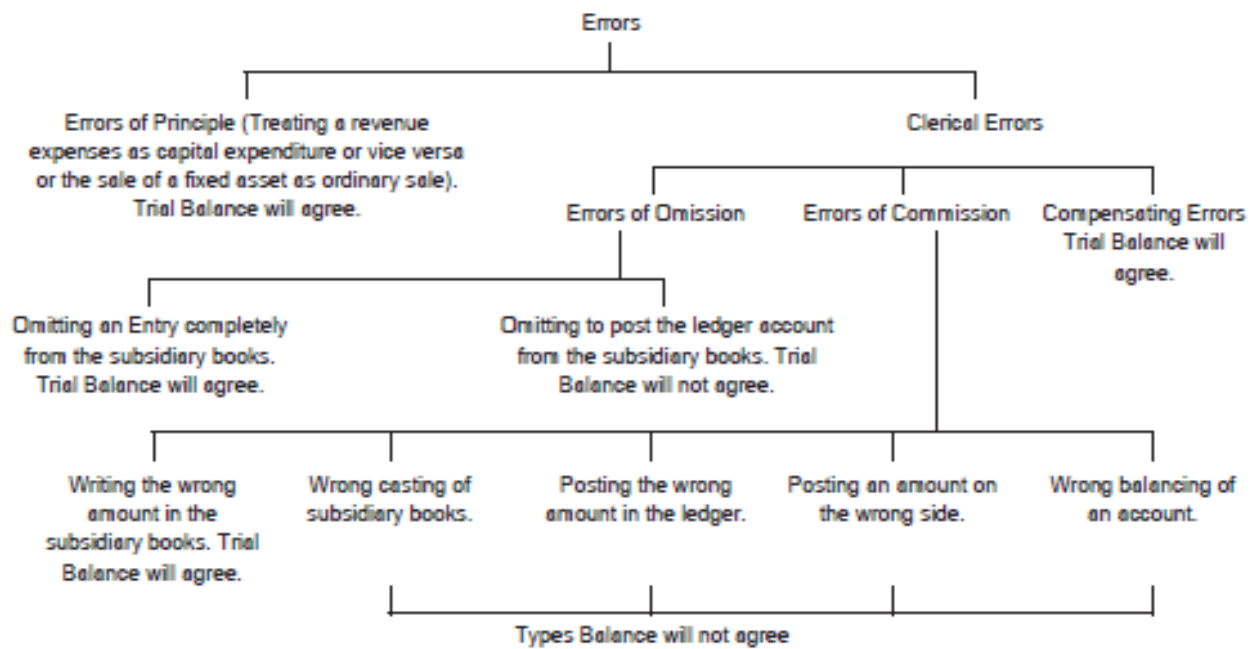 Errors
Errors of Principle (Treating a revenue
expenses as capital expenditure or vice versa
or the sale of a fixed asset as ordinary sale).
Trial Balance will agree.
Clerical Errors
Errors of Omission
Errors of Commission
Compensating Errors
Trial Balance will
agree.
Omitting an Entry completely
from the subsidiary books.
Trial Balance will agree.
Omitting to post the ledger account
from the subsidiary books. Trial
Balance will not agree.
Writing the wrong
amount in the
subsidiary books. Trial
Balance will agree.
Wrong casting of
subsidiary books.
Posting the wrong
amount in the ledger.
Posting an amount on
the wrong side.
Wrong balancing of
an account.
Types Balance will not agree